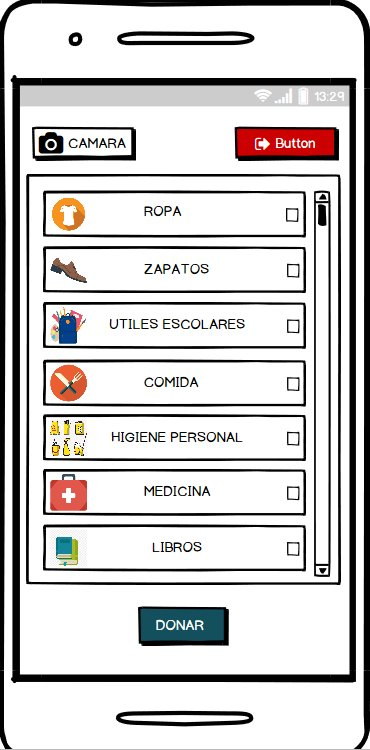 13:29
CAMARA
Button
ROPA
ZAPATOS
UTILES ESCOLARES
COMIDA
HIGIENE PERSONAL
MEDICINA
LIBROS
DONAR